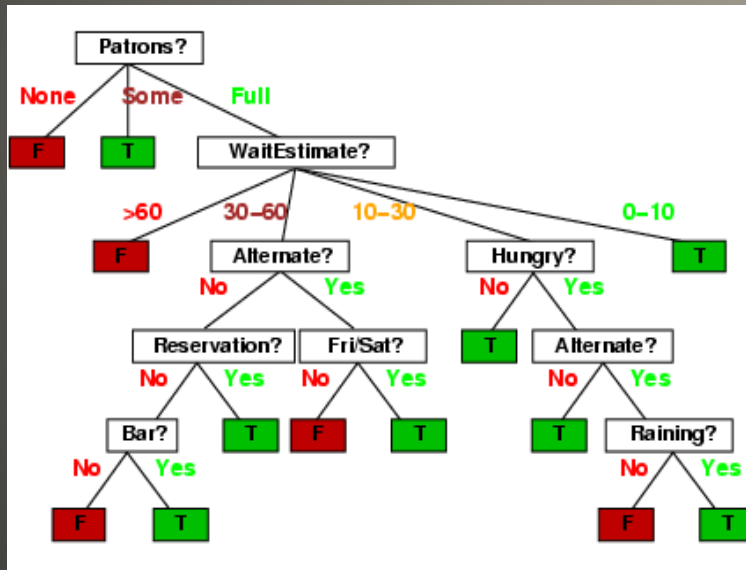 Patrons?
None Some Full
F T WaitEstimate?
>60 30-60 10-30 0-10
F Alternate? Hungry? T
No Yes No Yes
Reservation? Fri/Sat? T Alternate?
No Yes No Yes No Yes
Bar? T F T T Raining?
No Yes No Yes
F T F T